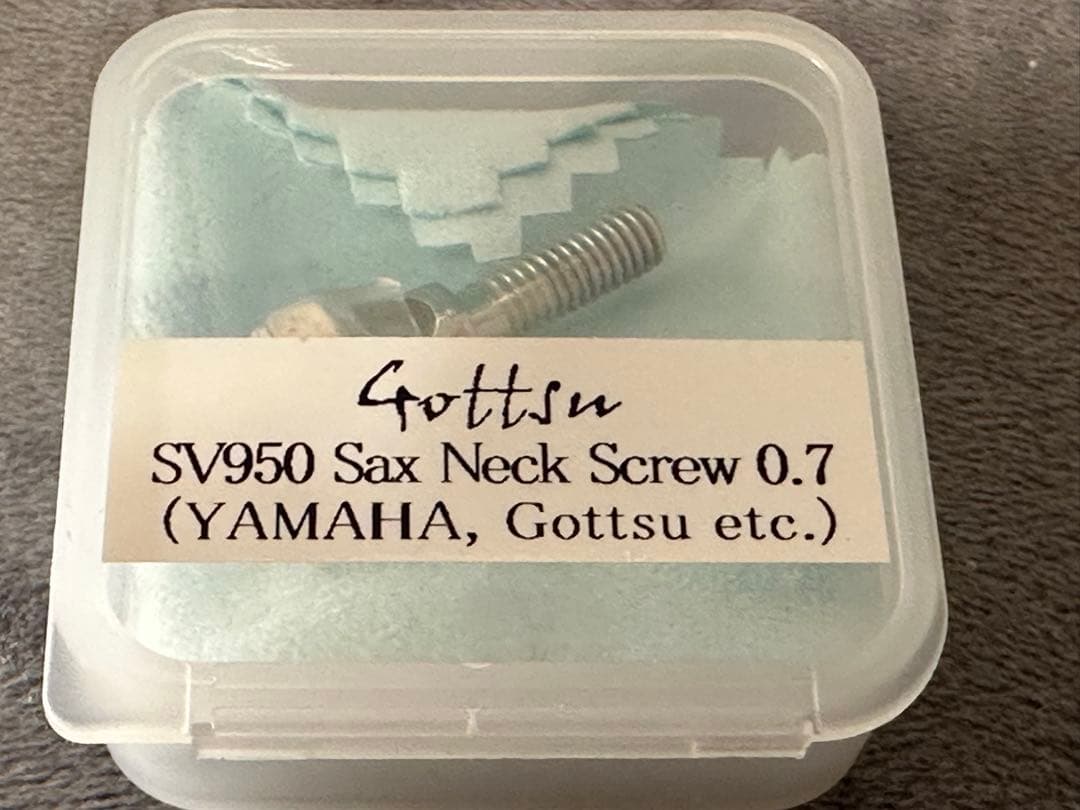 Gottsu
SV950 Sax Neck Screw 0.7
(YAMAHA, Gottsu etc.)